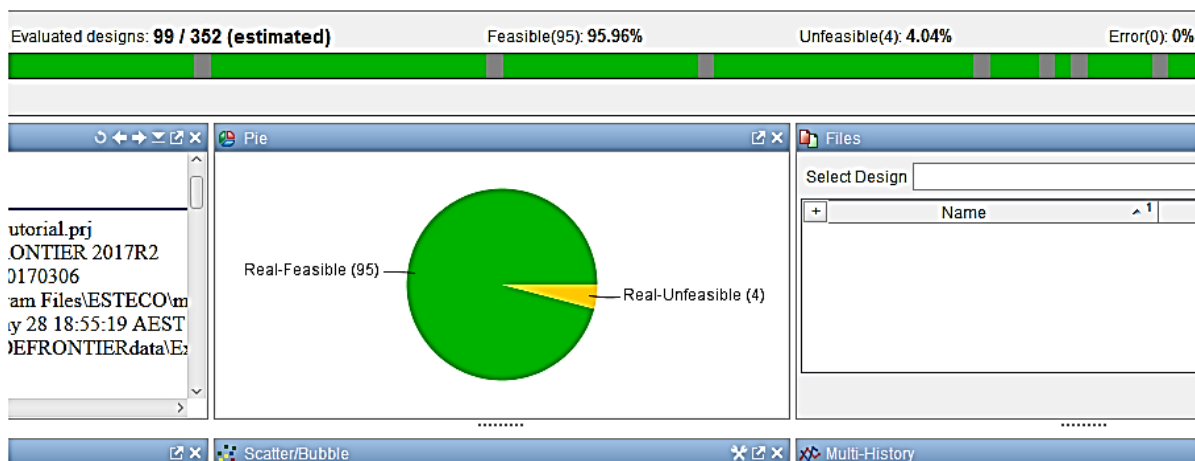 Evaluated designs: 99 / 352 (estimated) Feasible(95): 95.96% Unfeasible(4): 4.04% Error(0): 0%
Pie
Files
Select Design
Name 1
utorial.prj
ONTIER 2017R2
0170306
ram Files\ESTECO\m
y 28 18:55:19 AEST
DEFRONTIERdata\Ex
Real-Feasible (95)
Real-Unfeasible (4)
Scatter/Bubble
Multi-History